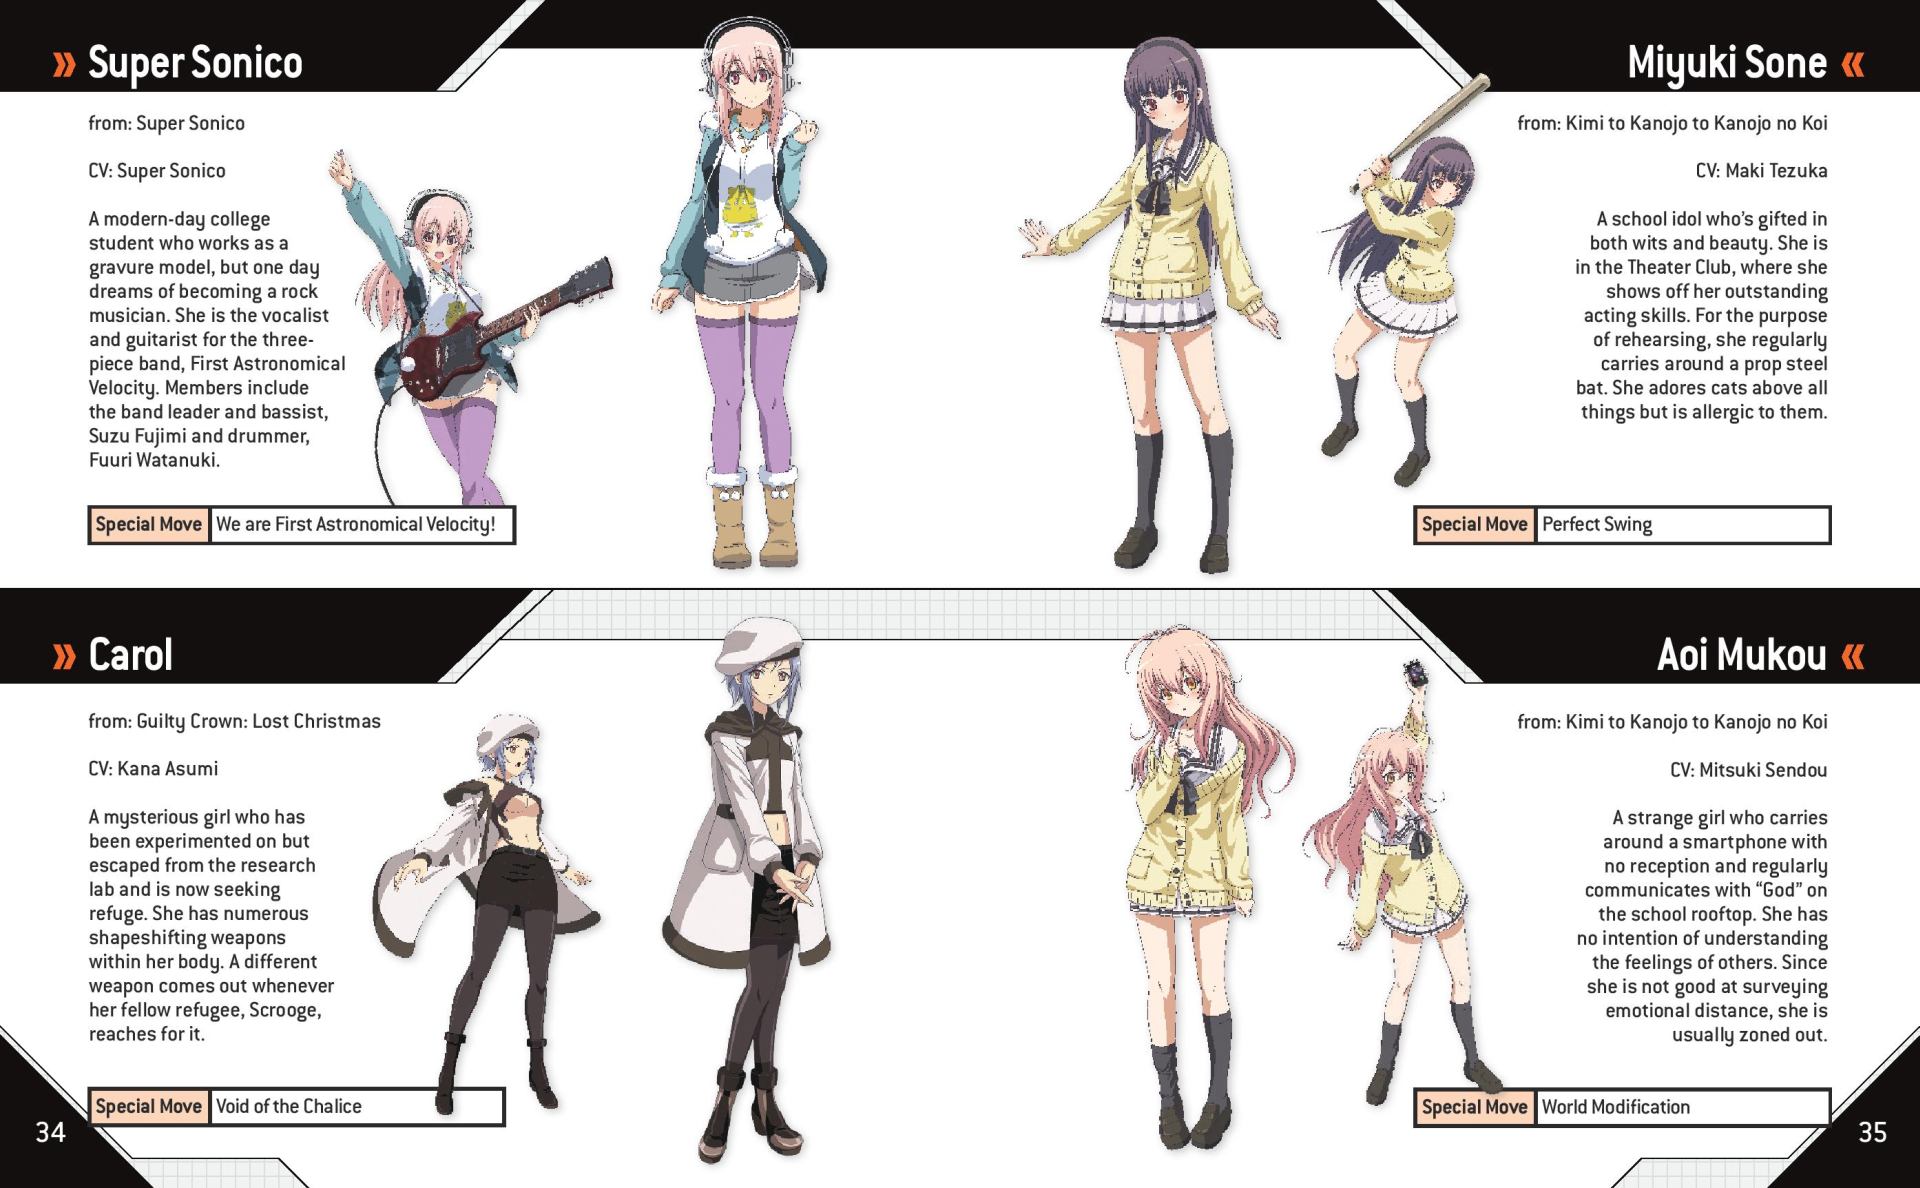 Super Sonico
from: Super Sonico
CV: Super Sonico
A modern-day college
student who works as a
gravure model, but one day
dreams of becoming a rock
musician. She is the vocalist
and guitarist for the three-
piece band, First Astronomical
Velocity. Members include
the band leader and bassist,
Suzu Fujimi and drummer,
Fuuri Watanuki.
Special Move We are First Astronomical Velocity!
Miyuki Sone
from: Kimi to Kanojo to Kanojo no Koi
CV: Maki Tezuka
A school idol who’s gifted in
both wits and beauty. She is
in the Theater Club, where she
shows off her outstanding
acting skills. For the purpose
of rehearsing, she regularly
carries around a prop steel
bat. She adores cats above all
things but is allergic to them.
Special Move Perfect Swing
Carol
from: Guilty Crown: Lost Christmas
CV: Kana Asumi
A mysterious girl who has
been experimented on but
escaped from the research
lab and is now seeking
refuge. She has numerous
shapeshifting weapons
within her body. A different
weapon comes out whenever
her fellow refugee, Scrooge,
reaches for it.
Special Move Void of the Chalice
34
Aoi Mukou
from: Kimi to Kanojo to Kanojo no Koi
CV: Mitsuki Sendou
A strange girl who carries
around a smartphone with
no reception and regularly
communicates with “God” on
the school rooftop. She has
no intention of understanding
the feelings of others. Since
she is not good at surveying
emotional distance, she is
usually zoned out.
Special Move World Modification
35